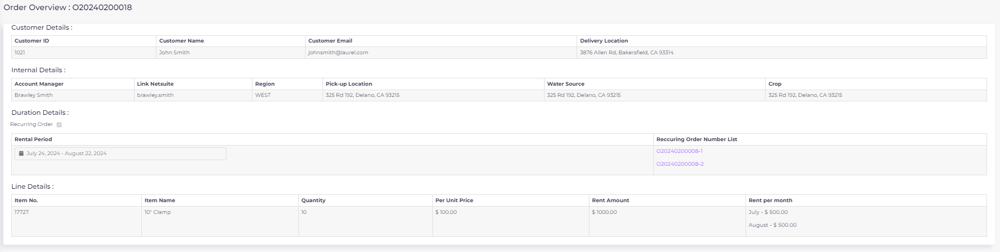 Order Overview : O20240200018
Customer Details :
Customer ID Customer Name Customer Email Delivery Location
1021 John Smith johnsmith@laurel.com 3876 Allen Rd, Bakersfield, CA 93314
Internal Details :
Account Manager Link Netsuite Region Pick-up Location Water Source Crop
Brawley Smith brawley.smith WEST 325 Rd 192, Delano, CA 93215 325 Rd 192, Delano, CA 93215 325 Rd 192, Delano, CA 93215
Duration Details :
Recurring Order
Rental Period Reccuring Order Number List
July 24, 2024 - August 22, 2024 O20240200008-1
O20240200008-2
Line Details :
Item No. Item Name Quantity Per Unit Price Rent Amount Rent per month
17727 10" Clamp 10 $ 100.00 $ 1000.00 July - $ 500.00
August - $ 500.00